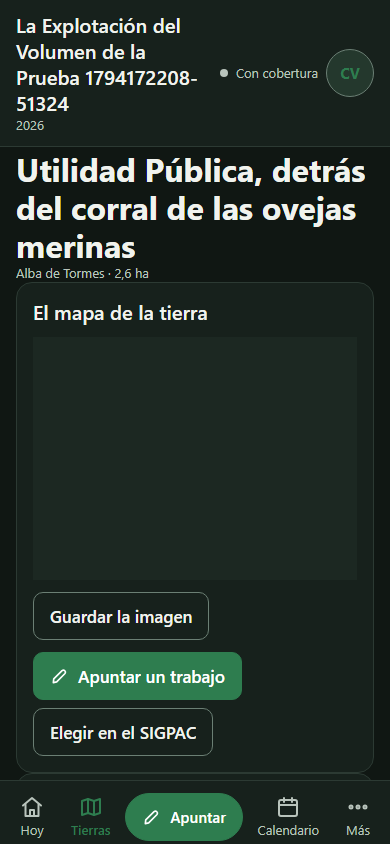 La Explotación del
Volumen de la
Prueba 1794172208-
51324
2026
Con cobertura
CV
Utilidad Pública, detrás
del corral de las ovejas
merinas
Alba de Tormes · 2,6 ha
El mapa de la tierra
Guardar la imagen
Apuntar un trabajo
Elegir en el SIGPAC
Hoy
Tierras
Apuntar
Calendario
Más